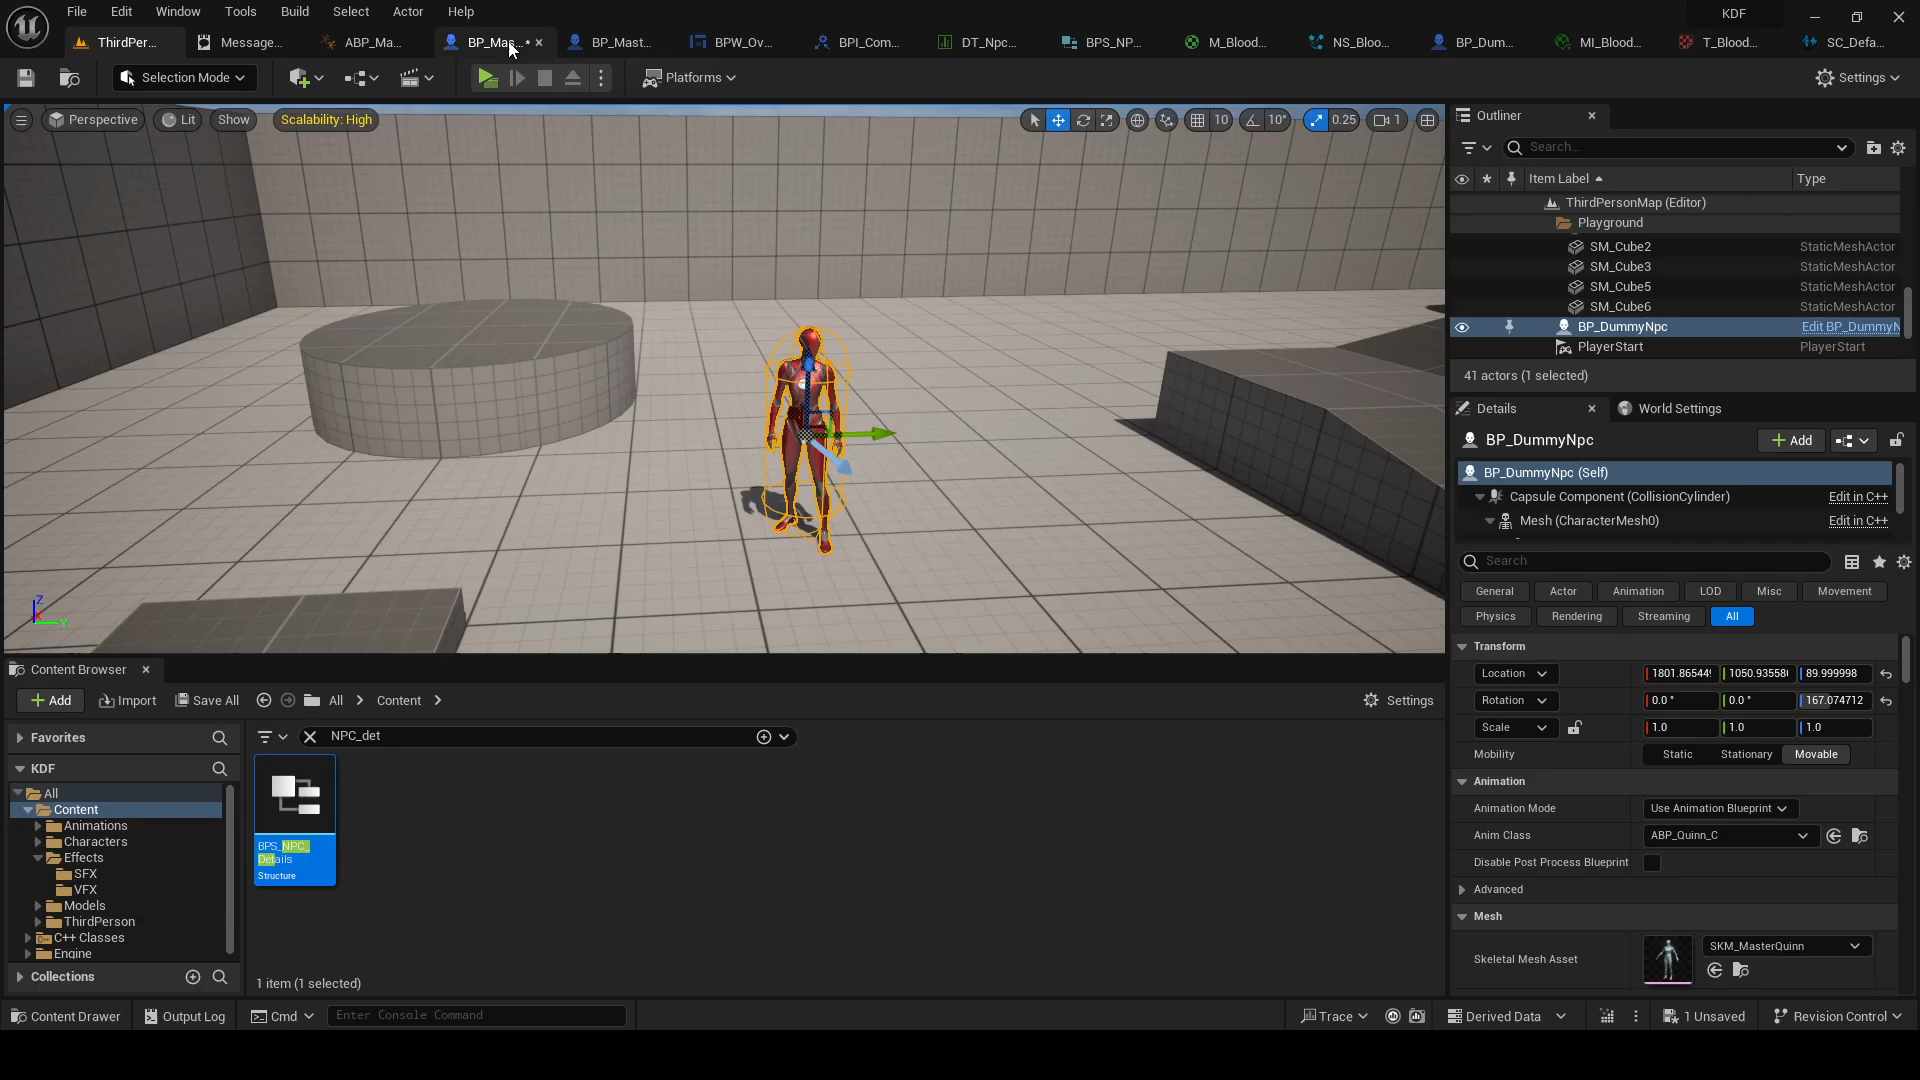 File Edit Window Tools Build Select Actor Help
KDF
ThirdPer... Message... ABP_Ma... BP_Mas...* BP_Mast... BPW_Ov... BPI_Com... DT_Npc... BPS_NP... M_Blood... NS_Bloo... BP_Dum... MI_Blood... T_Blood... SC_Defa...
Selection Mode Platforms Settings
Perspective Lit Show Scalability: High 10 10° 0.25 1
Outliner
Search...
Item Label Type
ThirdPersonMap (Editor)
Playground
SM_Cube2 StaticMeshActor
SM_Cube3 StaticMeshActor
SM_Cube5 StaticMeshActor
SM_Cube6 StaticMeshActor
BP_DummyNpc Edit BP_DummyN
PlayerStart PlayerStart
41 actors (1 selected)
Details World Settings
BP_DummyNpc Add
BP_DummyNpc (Self)
Capsule Component (CollisionCylinder) Edit in C++
Mesh (CharacterMesh0) Edit in C++
Search
General Actor Animation LOD Misc Movement
Physics Rendering Streaming All
Transform
Location 1801.865449 1050.935586 89.999998
Rotation 0.0 ° 0.0 ° 167.074712
Scale 1.0 1.0 1.0
Mobility Static Stationary Movable
Animation
Animation Mode Use Animation Blueprint
Anim Class ABP_Quinn_C
Disable Post Process Blueprint
Advanced
Mesh
Skeletal Mesh Asset SKM_MasterQuinn
Z
Y
Content Browser
Add Import Save All All Content Settings
Favorites
KDF
All
Content
Animations
Characters
Effects
SFX
VFX
Models
ThirdPerson
C++ Classes
Engine
Collections
NPC_det
BPS_NPC_
Details
Structure
1 item (1 selected)
Content Drawer Output Log Cmd Enter Console Command Trace Derived Data 1 Unsaved Revision Control